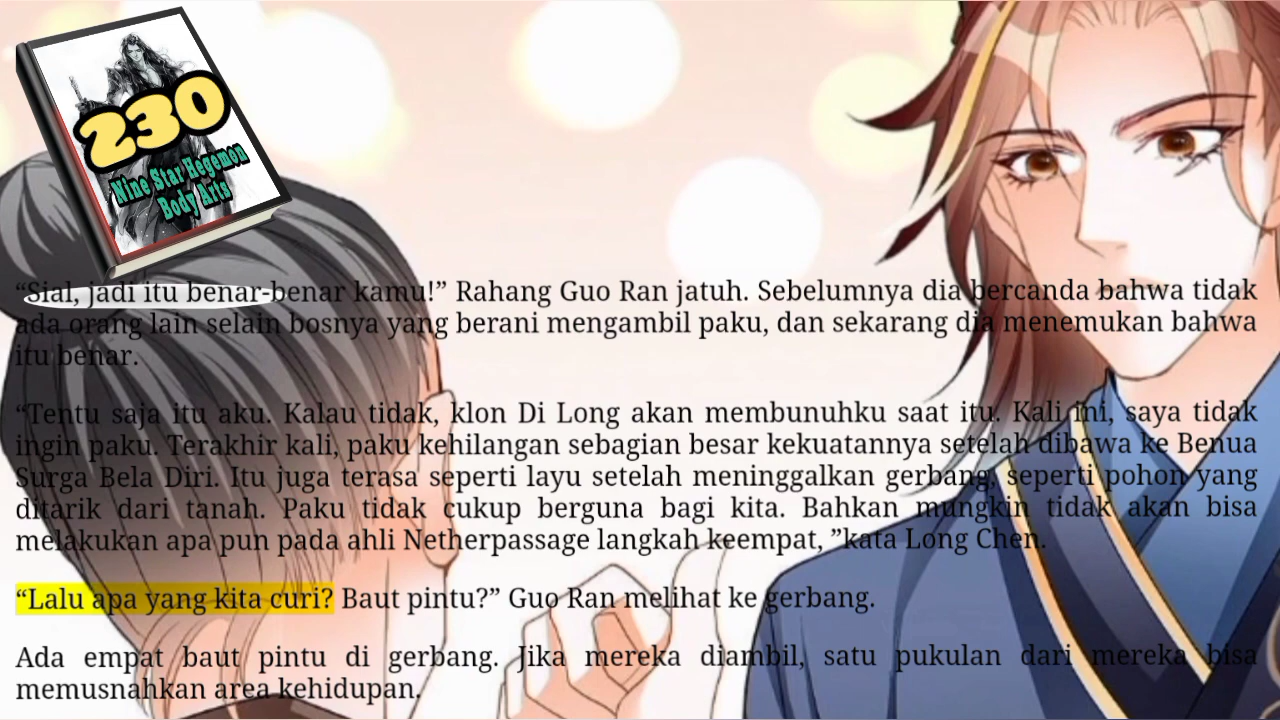 230
Nine Star Hegemon
Body Arts
“Sial, jadi itu benar-benar kamu!” Rahang Guo Ran jatuh. Sebelumnya dia bercanda bahwa tidak
ada orang lain selain bosnya yang berani mengambil paku, dan sekarang dia menemukan bahwa
itu benar.
“Tentu saja itu aku. Kalau tidak, klon Di Long akan membunuhku saat itu. Kali ini, saya tidak
ingin paku. Terakhir kali, paku kehilangan sebagian besar kekuatannya setelah dibawa ke Benua
Surga Bela Diri. Itu juga terasa seperti layu setelah meninggalkan gerbang, seperti pohon yang
ditarik dari tanah. Paku tidak cukup berguna bagi kita. Bahkan mungkin tidak akan bisa
melakukan apa pun pada ahli Netherpassage langkah keempat, ”kata Long Chen.
“Lalu apa yang kita curi? Baut pintu?” Guo Ran melihat ke gerbang.
Ada empat baut pintu di gerbang. Jika mereka diambil, satu pukulan dari mereka bisa
memusnahkan area kehidupan.